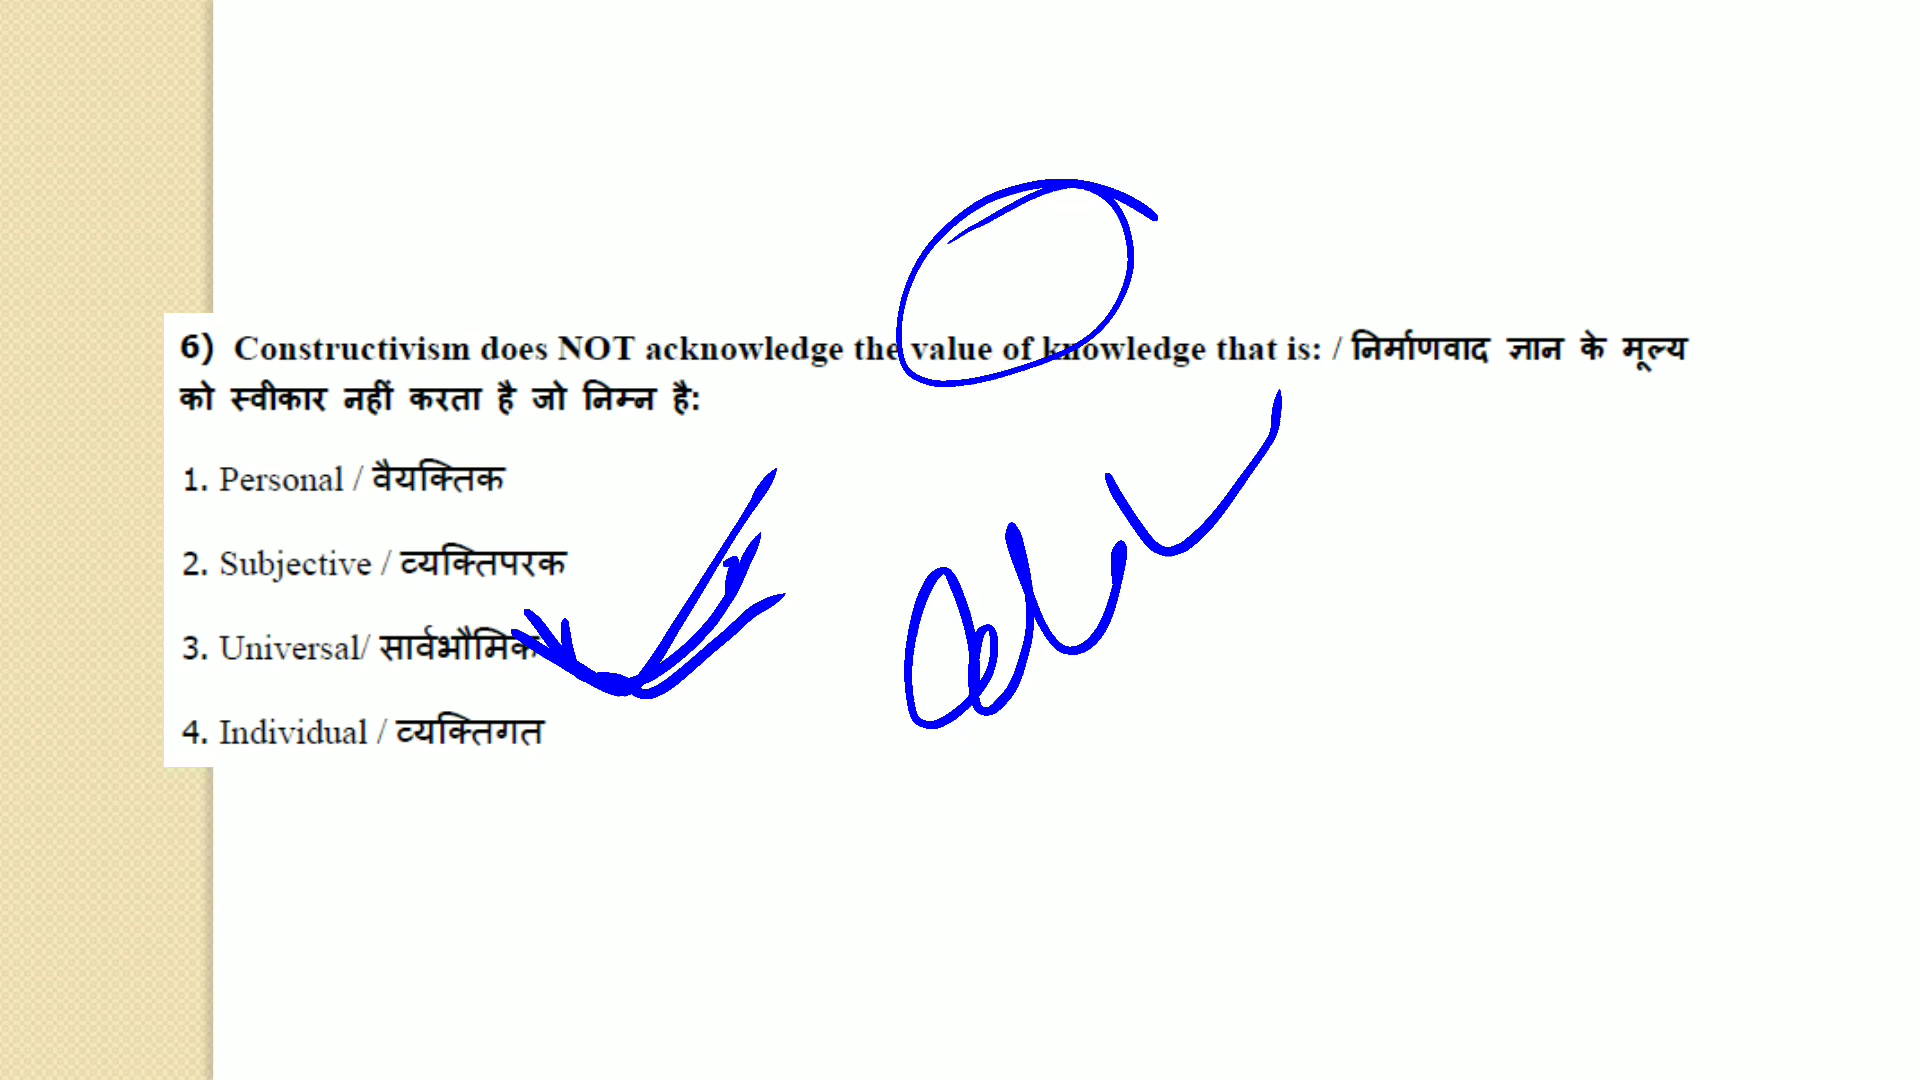 6) Constructivism does NOT acknowledge the value of knowledge that is: / निर्माणवाद ज्ञान के मूल्य
को स्वीकार नहीं करता है जो निम्न है:
1. Personal / वैयक्तिक
2. Subjective / व्यक्तिपरक
3. Universal/ सार्वभौमिक
4. Individual / व्यक्तिगत